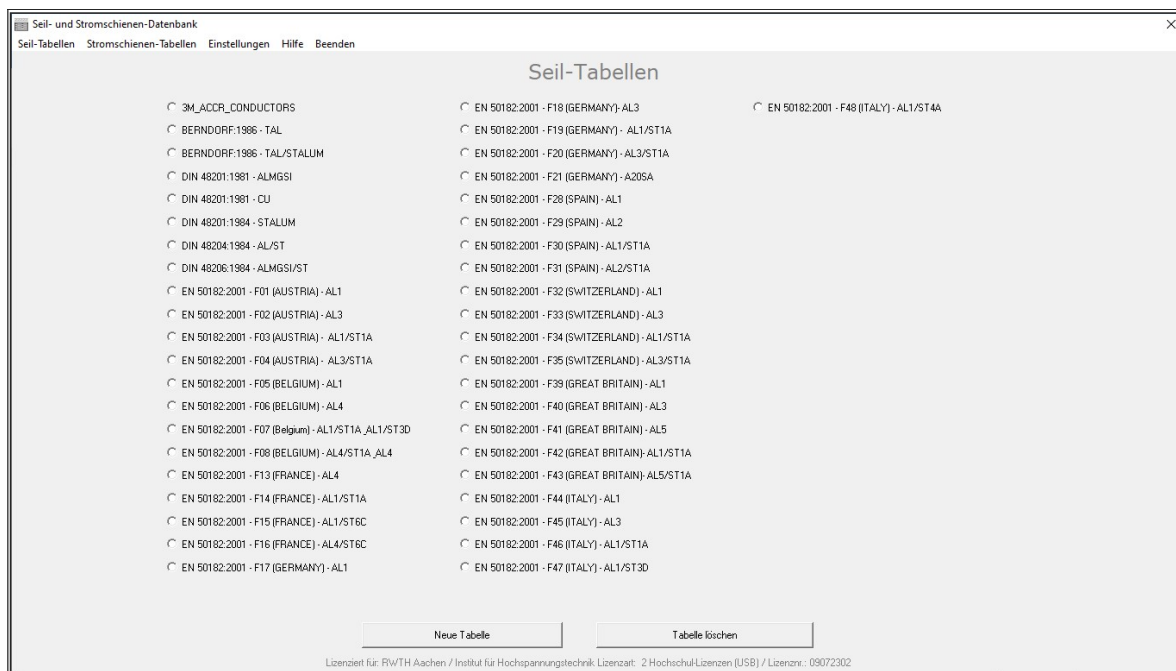 Seil- und Stromschienen-Datenbank
Seil-Tabellen Stromschienen-Tabellen Einstellungen Hilfe Beenden
Seil-Tabellen
3M_ACCR_CONDUCTORS
BERNDORF:1986 - TAL
BERNDORF:1986 - TAL/STALUM
DIN 48201:1981 - ALMGSI
DIN 48201:1981 - CU
DIN 48201:1984 - STALUM
DIN 48204:1984 - AL/ST
DIN 48206:1984 - ALMGSI/ST
EN 50182:2001 - F01 (AUSTRIA) - AL1
EN 50182:2001 - F02 (AUSTRIA) - AL3
EN 50182:2001 - F03 (AUSTRIA) - AL1/ST1A
EN 50182:2001 - F04 (AUSTRIA) - AL3/ST1A
EN 50182:2001 - F05 (BELGIUM) - AL1
EN 50182:2001 - F06 (BELGIUM) - AL4
EN 50182:2001 - F07 (Belgium) - AL1/ST1A_AL1/ST3D
EN 50182:2001 - F08 (BELGIUM) - AL4/ST1A_AL4
EN 50182:2001 - F13 (FRANCE) - AL4
EN 50182:2001 - F14 (FRANCE) - AL1/ST1A
EN 50182:2001 - F15 (FRANCE) - AL1/ST6C
EN 50182:2001 - F16 (FRANCE) - AL4/ST6C
EN 50182:2001 - F17 (GERMANY) - AL1
EN 50182:2001 - F18 (GERMANY)- AL3
EN 50182:2001 - F19 (GERMANY) - AL1/ST1A
EN 50182:2001 - F20 (GERMANY) - AL3/ST1A
EN 50182:2001 - F21 (GERMANY) - A20SA
EN 50182:2001 - F28 (SPAIN) - AL1
EN 50182:2001 - F29 (SPAIN) - AL2
EN 50182:2001 - F30 (SPAIN) - AL1/ST1A
EN 50182:2001 - F31 (SPAIN) - AL2/ST1A
EN 50182:2001 - F32 (SWITZERLAND) - AL1
EN 50182:2001 - F33 (SWITZERLAND) - AL3
EN 50182:2001 - F34 (SWITZERLAND) - AL1/ST1A
EN 50182:2001 - F35 (SWITZERLAND) - AL3/ST1A
EN 50182:2001 - F39 (GREAT BRITAIN) - AL1
EN 50182:2001 - F40 (GREAT BRITAIN) - AL3
EN 50182:2001 - F41 (GREAT BRITAIN) - AL5
EN 50182:2001 - F42 (GREAT BRITAIN)- AL1/ST1A
EN 50182:2001 - F43 (GREAT BRITAIN)- AL5/ST1A
EN 50182:2001 - F44 (ITALY) - AL1
EN 50182:2001 - F45 (ITALY) - AL3
EN 50182:2001 - F46 (ITALY) - AL1/ST1A
EN 50182:2001 - F47 (ITALY) - AL1/ST3D
EN 50182:2001 - F48 (ITALY) - AL1/ST4A
Neue Tabelle Tabelle löschen
Lizenziert für: RWTH Aachen / Institut für Hochspannungstechnik Lizenzart: 2 Hochschul-Lizenzen (USB) / Lizenznr.: 09072302